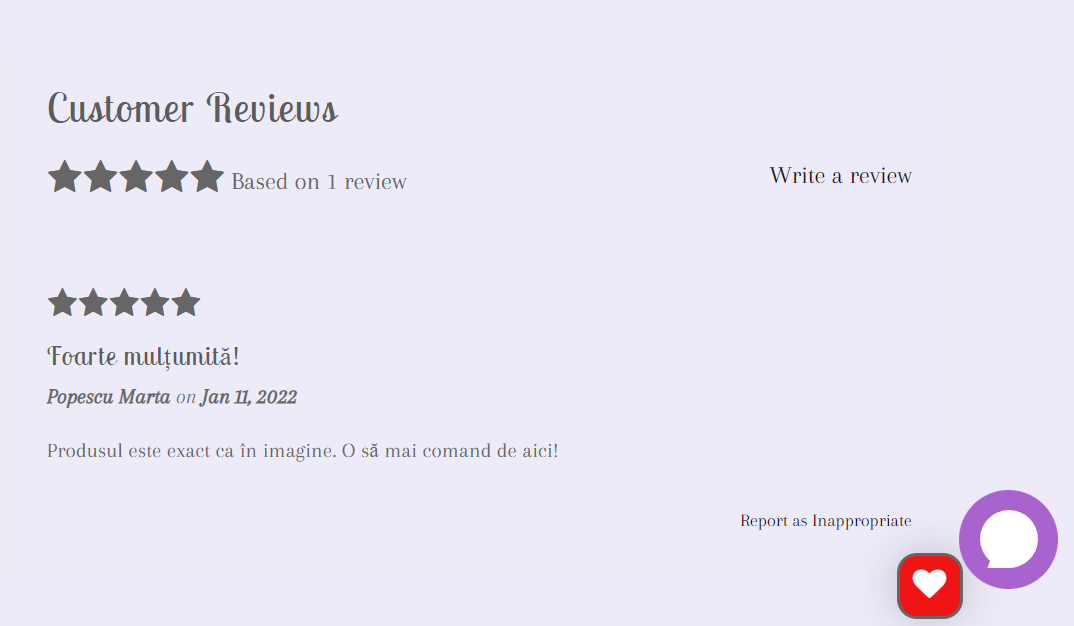 Customer Reviews
Based on 1 review
Write a review
Foarte mulțumită!
Popescu Marta on Jan 11, 2022
Produsul este exact ca în imagine. O să mai comand de aici!
Report as Inappropriate